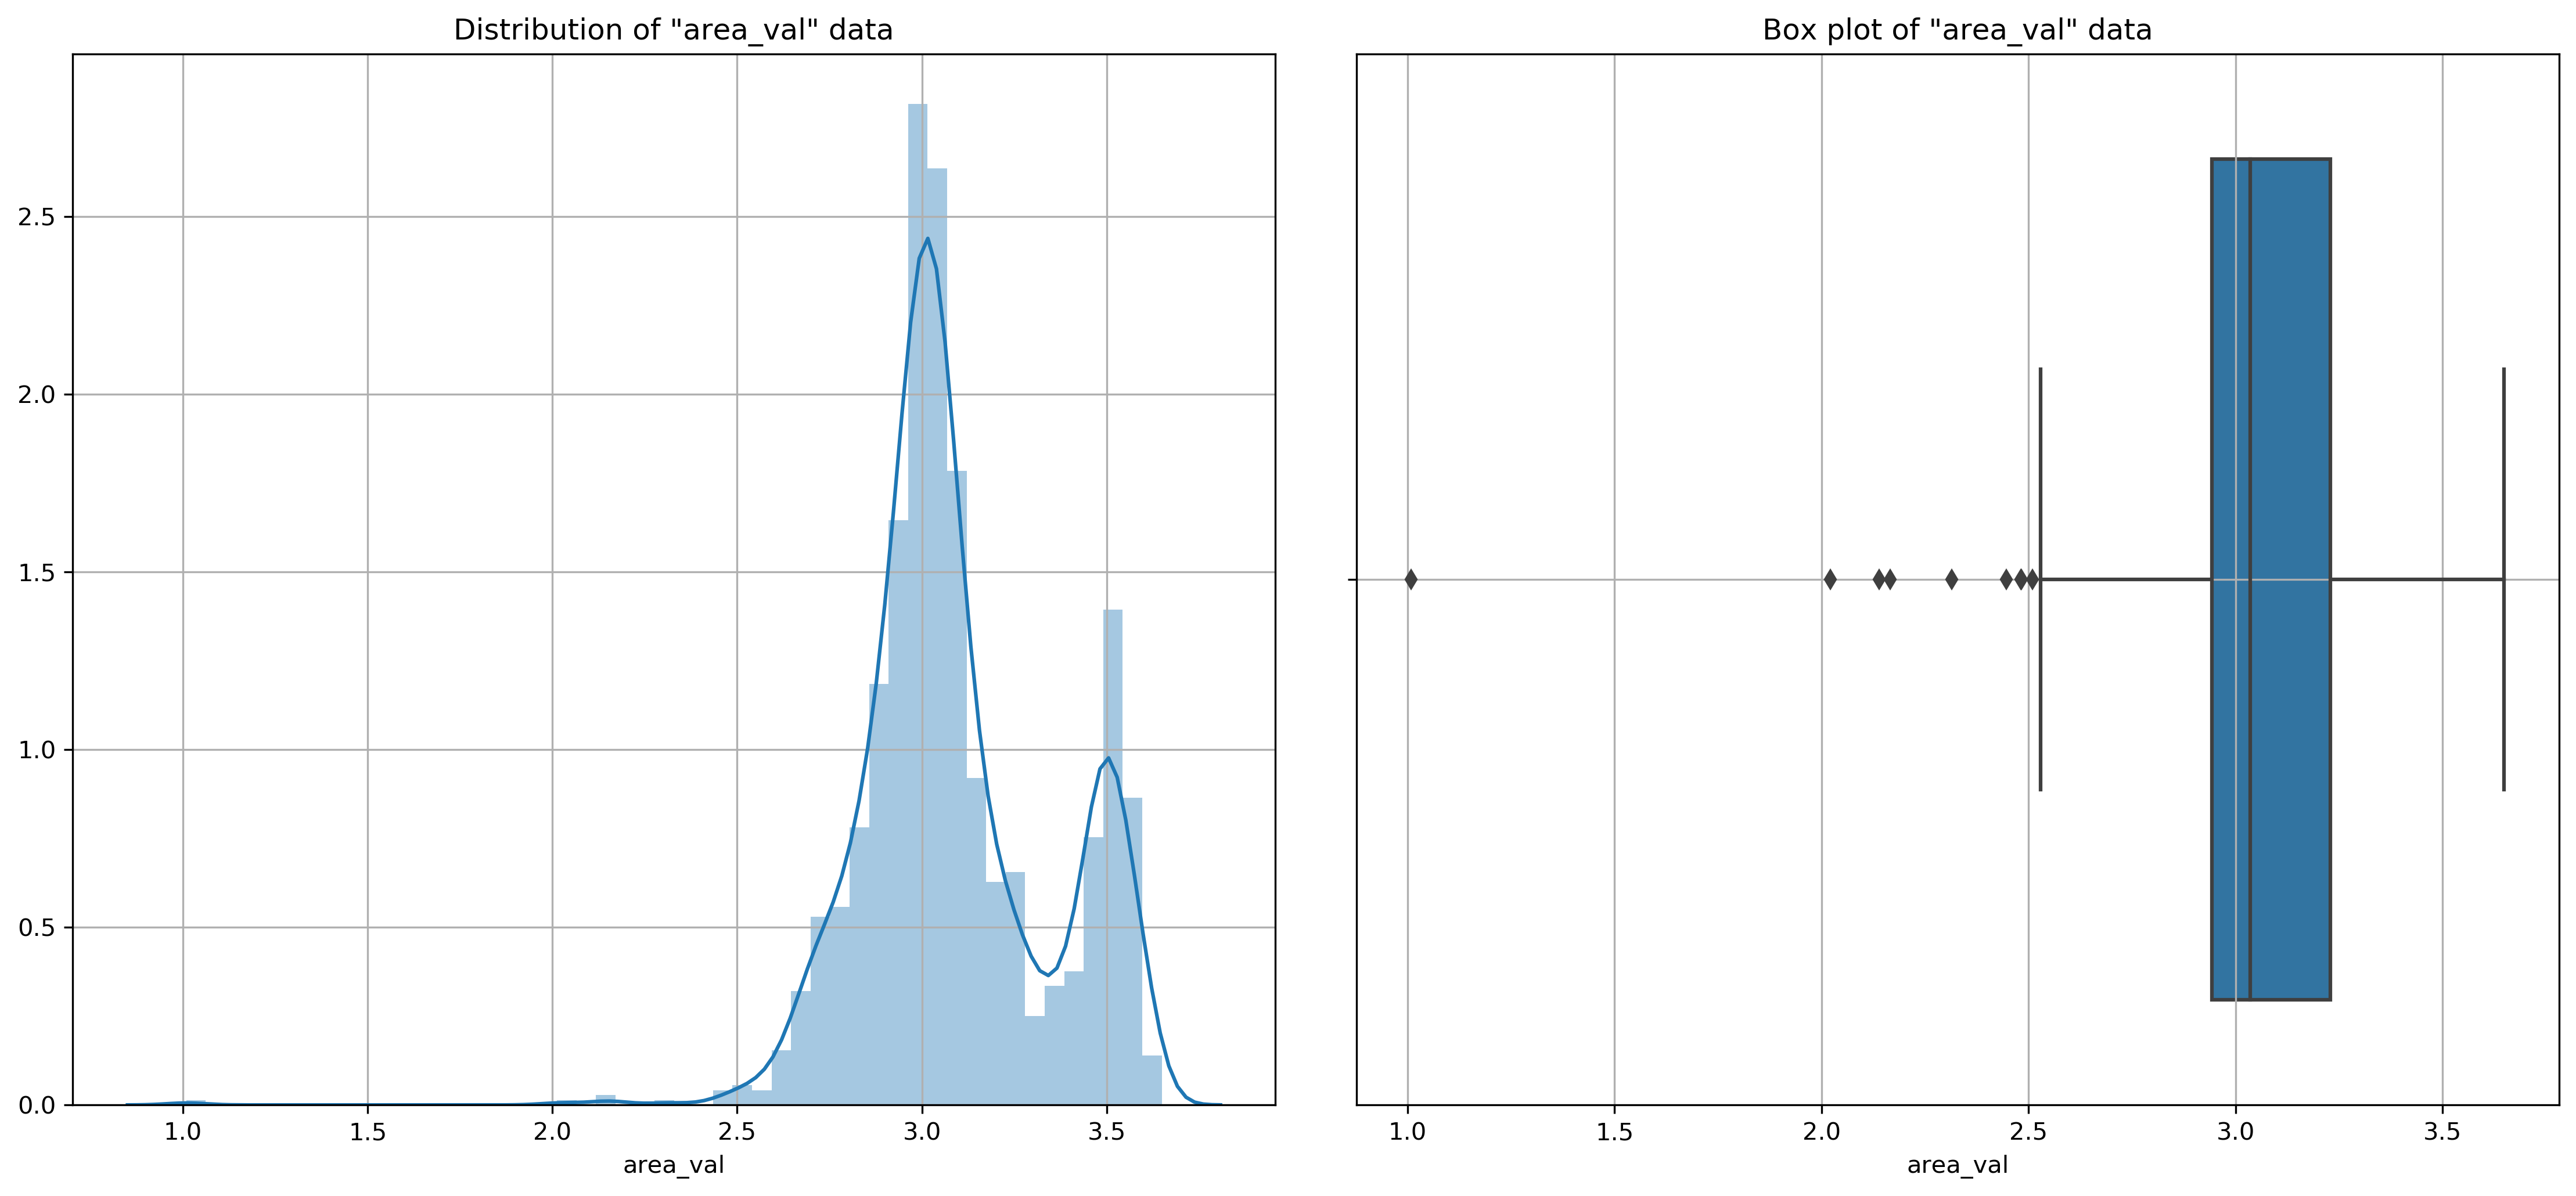 Distribution of "area_val" data
2.5
2.0
1.5
1.0
0.5
0.0
1.0 1.5 2.0 2.5 3.0 3.5
area_val
Box plot of "area_val" data
1.0 1.5 2.0 2.5 3.0 3.5
area_val